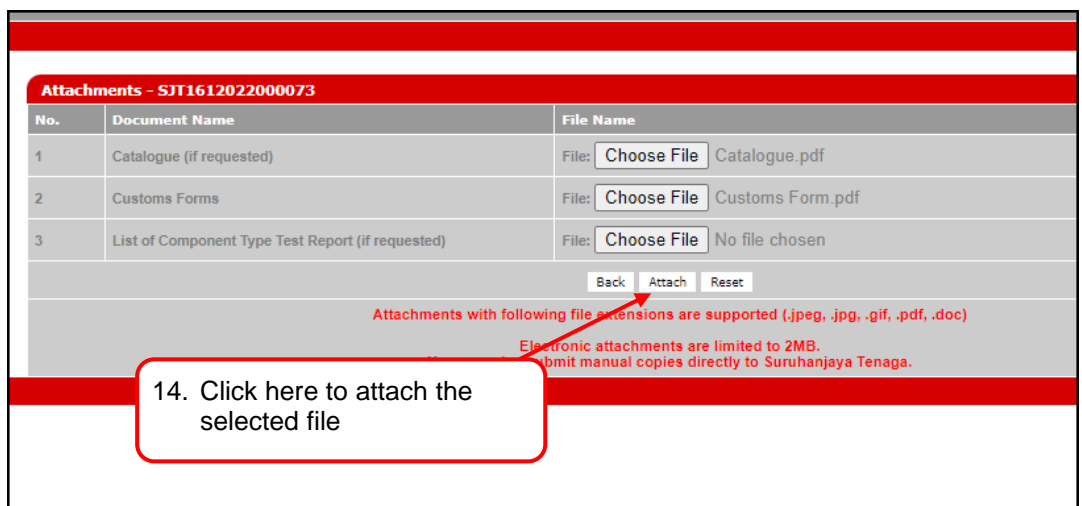 Attachments - SJT1612022000073
No. Document Name File Name
1 Catalogue (if requested) File: Choose File Catalogue.pdf
2 Customs Forms File: Choose File Customs Form.pdf
3 List of Component Type Test Report (if requested) File: Choose File No file chosen
Back Attach Reset
Attachments with following file extensions are supported (.jpeg, .jpg, .gif, .pdf, .doc)
Electronic attachments are limited to 2MB.
submit manual copies directly to Suruhanjaya Tenaga.
14. Click here to attach the
selected file